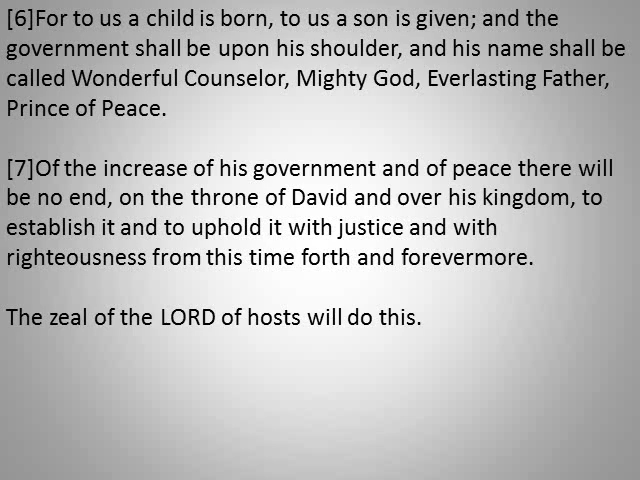 [6]For to us a child is born, to us a son is given; and the
government shall be upon his shoulder, and his name shall be
called Wonderful Counselor, Mighty God, Everlasting Father,
Prince of Peace.
[7]Of the increase of his government and of peace there will
be no end, on the throne of David and over his kingdom, to
establish it and to uphold it with justice and with
righteousness from this time forth and forevermore.
The zeal of the LORD of hosts will do this.